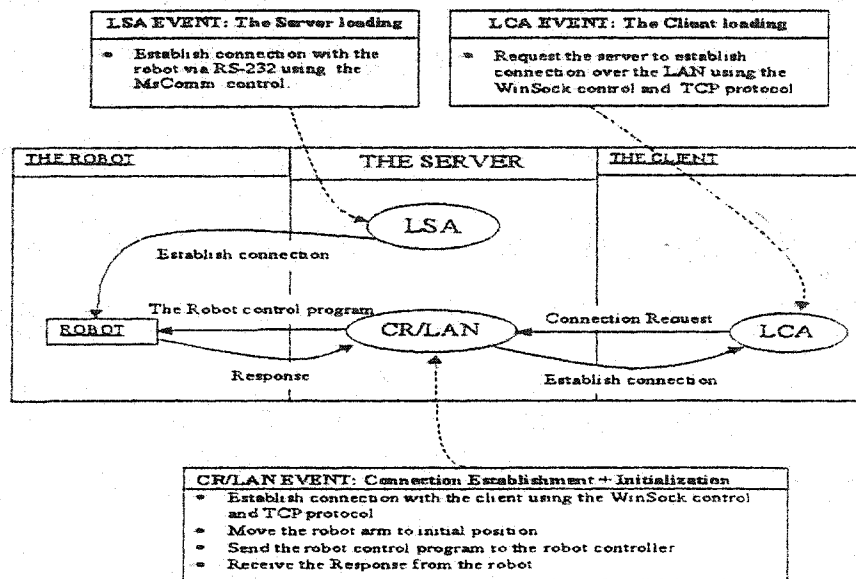 LSA EVENT: The Server loading
• Establish connection with the
robot via RS-232 using the
MsComm control.
LCA EVENT: The Client loading
• Request the server to establish
connection over the LAN using the
WinSock control and TCP protocol
THE ROBOT
THE SERVER
THE CLIENT
LSA
Establish connection
The Robot control program
Connection Request
ROBOT
CR/LAN
LCA
Response
Establish connection
CR/LAN EVENT: Connection Establishment + Initialization
• Establish connection with the client using the WinSock control
and TCP protocol
• Move the robot arm to initial position
• Send the robot control program to the robot controller
• Receive the Response from the robot